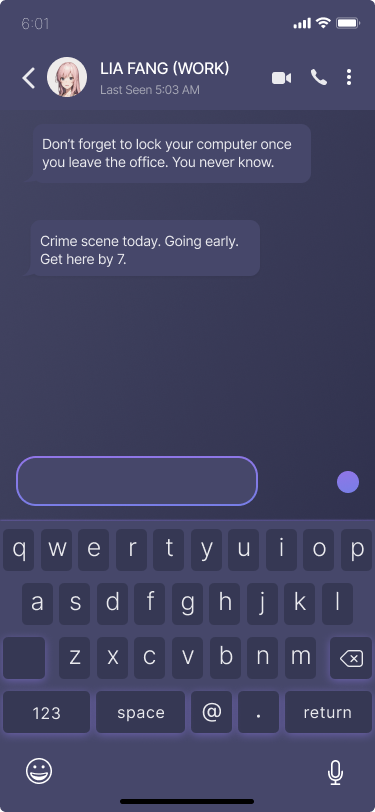 6:01
LIA FANG (WORK)
Last Seen 5:03 AM
Don't forget to lock your computer once
you leave the office. You never know.
Crime scene today. Going early.
Get here by 7.
q w e r t y u i o p
a s d f g h j k l
z x c v b n m
123 space @ . return